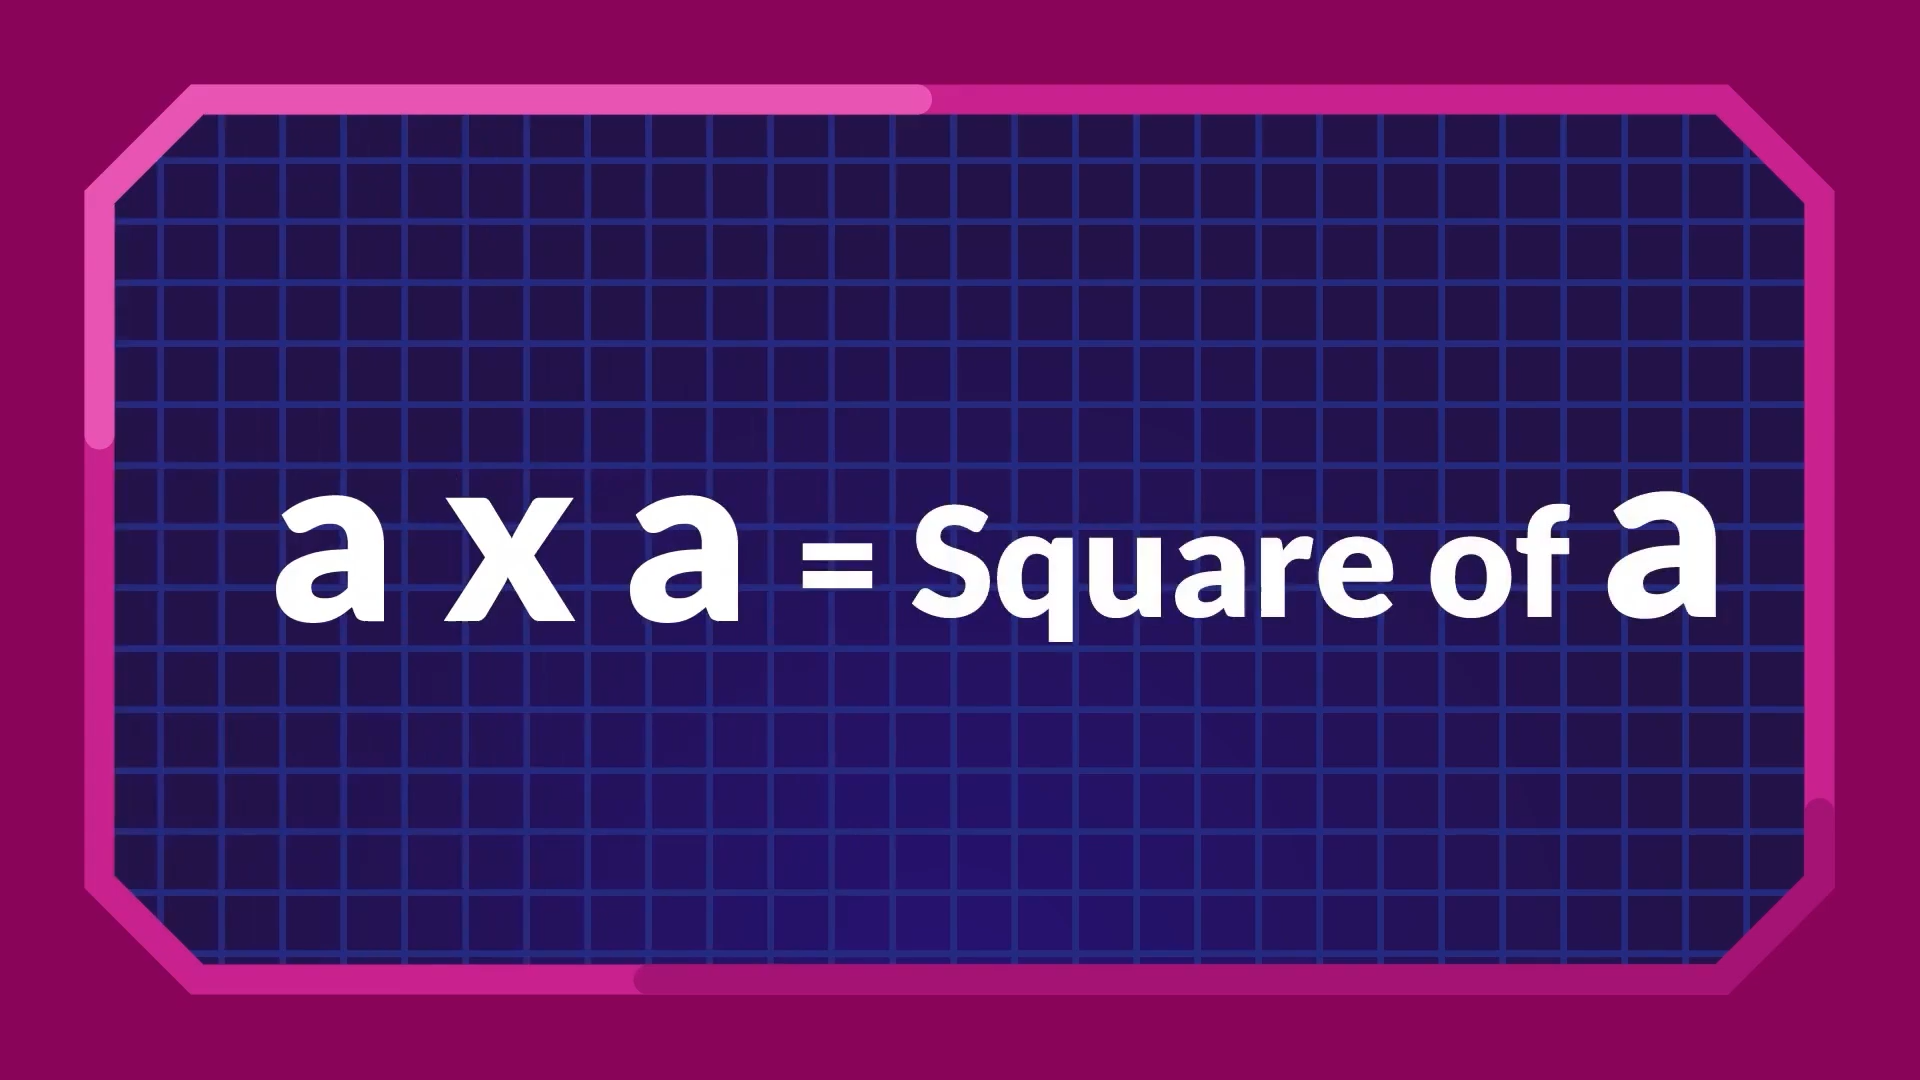 a x a = Square of a